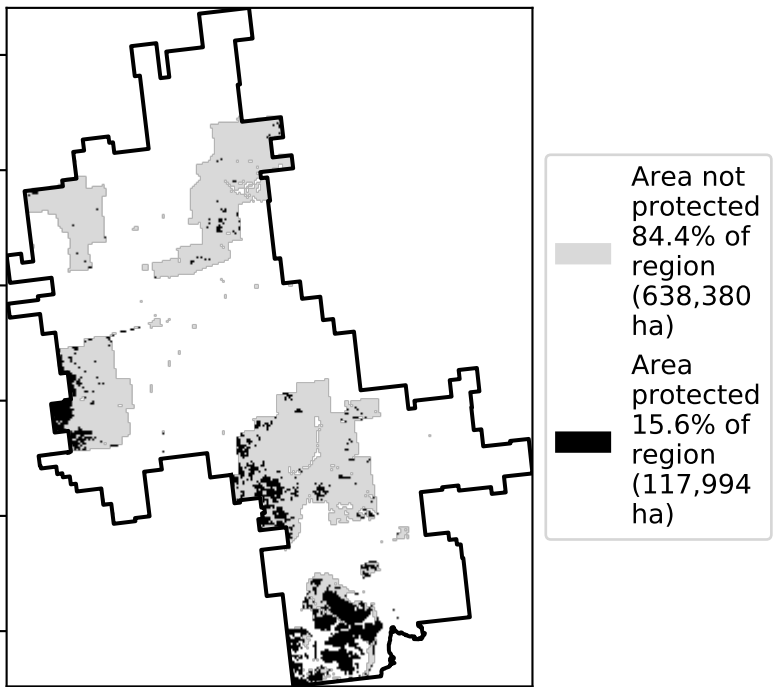 Area not
protected
84.4% of
region
(638,380
ha)
Area
protected
15.6% of
region
(117,994
ha)